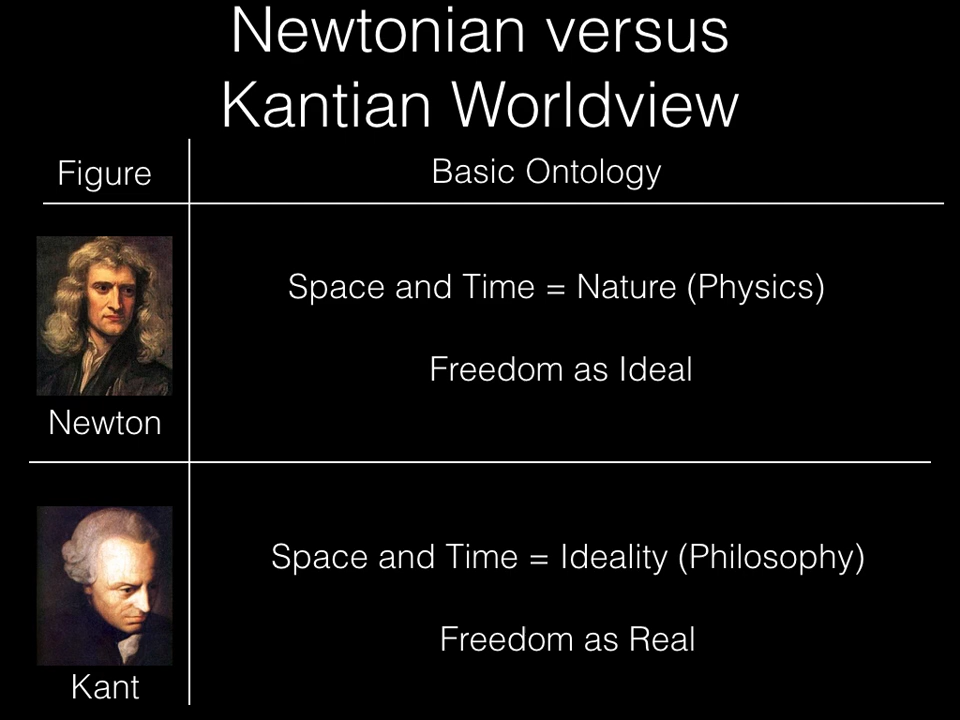 Newtonian versus
Kantian Worldview
Figure
Basic Ontology
Space and Time = Nature (Physics)
Freedom as Ideal
Newton
Space and Time = Ideality (Philosophy)
Freedom as Real
Kant